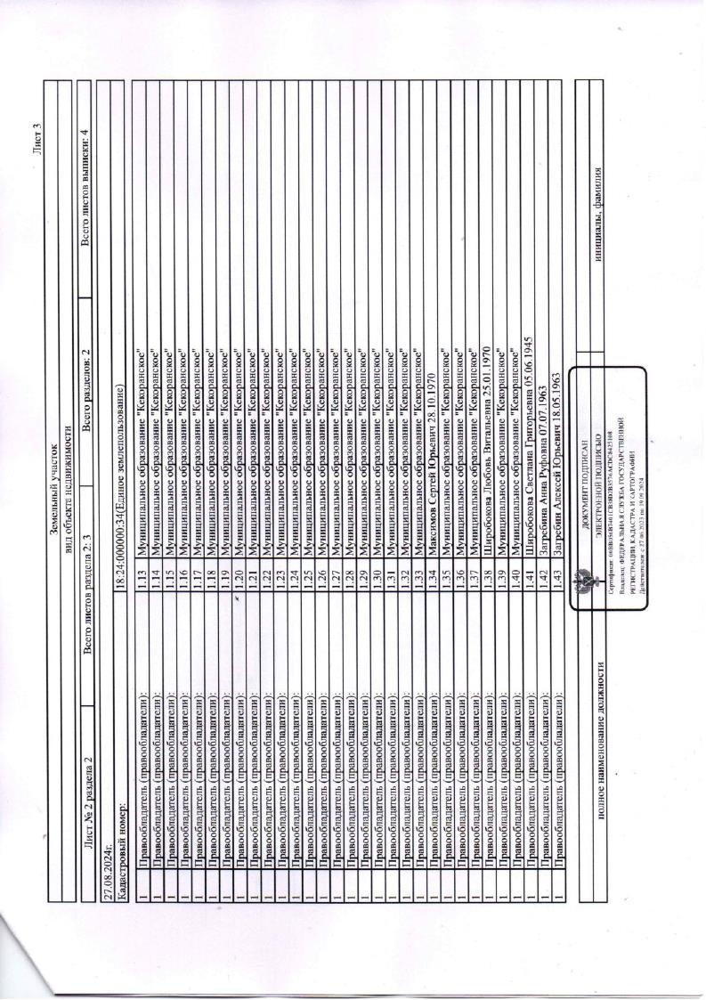 Лист 3
Земельный участок
вид объекта недвижимости
Лист № 2 раздела 2 Всего листов раздела 2: 3 Всего разделов: 2 Всего листов выписки: 4
27.08.2024г.
Кадастровый номер: 18:24:000000:34(Единое землепользование)
1 Правообладатель (правообладатели): 1.13 Муниципальное образование "Кекоранское"
1 Правообладатель (правообладатели): 1.14 Муниципальное образование "Кекоранское"
1 Правообладатель (правообладатели): 1.15 Муниципальное образование "Кекоранское"
1 Правообладатель (правообладатели): 1.16 Муниципальное образование "Кекоранское"
1 Правообладатель (правообладатели): 1.17 Муниципальное образование "Кекоранское"
1 Правообладатель (правообладатели): 1.18 Муниципальное образование "Кекоранское"
1 Правообладатель (правообладатели): 1.19 Муниципальное образование "Кекоранское"
1 Правообладатель (правообладатели): 1.20 Муниципальное образование "Кекоранское"
1 Правообладатель (правообладатели): 1.21 Муниципальное образование "Кекоранское"
1 Правообладатель (правообладатели): 1.22 Муниципальное образование "Кекоранское"
1 Правообладатель (правообладатели): 1.23 Муниципальное образование "Кекоранское"
1 Правообладатель (правообладатели): 1.24 Муниципальное образование "Кекоранское"
1 Правообладатель (правообладатели): 1.25 Муниципальное образование "Кекоранское"
1 Правообладатель (правообладатели): 1.26 Муниципальное образование "Кекоранское"
1 Правообладатель (правообладатели): 1.27 Муниципальное образование "Кекоранское"
1 Правообладатель (правообладатели): 1.28 Муниципальное образование "Кекоранское"
1 Правообладатель (правообладатели): 1.29 Муниципальное образование "Кекоранское"
1 Правообладатель (правообладатели): 1.30 Муниципальное образование "Кекоранское"
1 Правообладатель (правообладатели): 1.31 Муниципальное образование "Кекоранское"
1 Правообладатель (правообладатели): 1.32 Муниципальное образование "Кекоранское"
1 Правообладатель (правообладатели): 1.33 Муниципальное образование "Кекоранское"
1 Правообладатель (правообладатели): 1.34 Максимов Сергей Юрьевич 28.10.1970
1 Правообладатель (правообладатели): 1.35 Муниципальное образование "Кекоранское"
1 Правообладатель (правообладатели): 1.36 Муниципальное образование "Кекоранское"
1 Правообладатель (правообладатели): 1.37 Муниципальное образование "Кекоранское"
1 Правообладатель (правообладатели): 1.38 Широбокова Любовь Витальевна 25.01.1970
1 Правообладатель (правообладатели): 1.39 Муниципальное образование "Кекоранское"
1 Правообладатель (правообладатели): 1.40 Муниципальное образование "Кекоранское"
1 Правообладатель (правообладатели): 1.41 Широбокова Светлана Григорьевна 05.06.1945
1 Правообладатель (правообладатели): 1.42 Загребина Анна Руфовна 07.07.1963
1 Правообладатель (правообладатели): 1.43 Загребин Алексей Юрьевич 18.05.1963
ДОКУМЕНТ ПОДПИСАН
ЭЛЕКТРОННОЙ ПОДПИСЬЮ
полное наименование должности инициалы, фамилия
Сертификат:
Владелец: ФЕДЕРАЛЬНАЯ СЛУЖБА ГОСУДАРСТВЕННОЙ
РЕГИСТРАЦИИ, КАДАСТРА И КАРТОГРАФИИ
Действителен: с 27.06.2023 по 19.09.2024